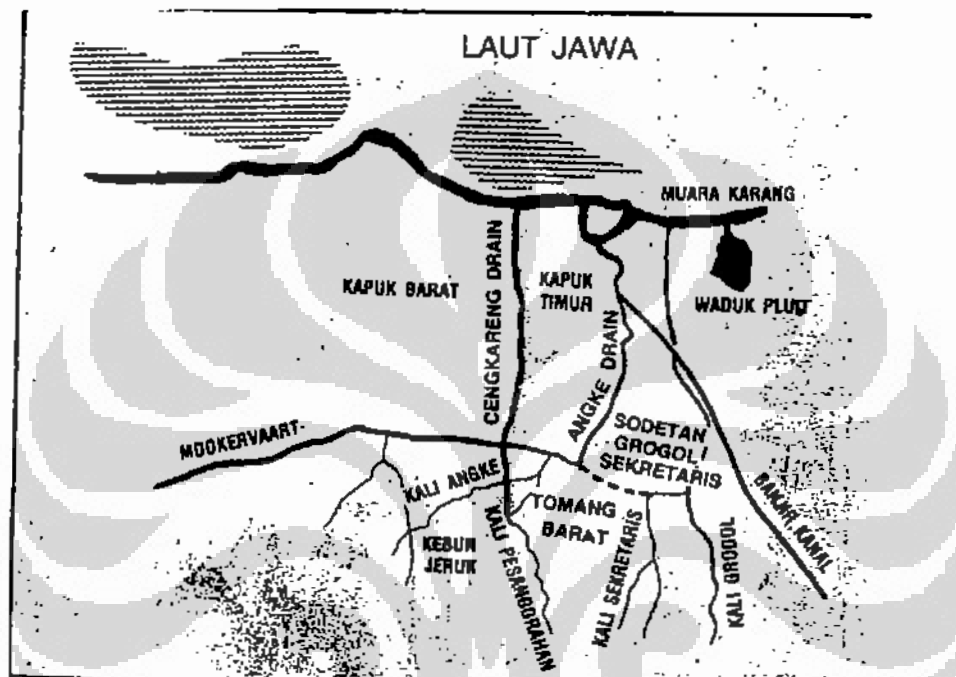 LAUT JAWA
MUARA KARANG
KAPUK BARAT
CENGKARENG DRAIN
KAPUK
TIMUR
WADUK PLUIT
ANGKE DRAIN
MOOKERVAART
SODETAN
GROGOL/
SEKRETARIS
KALI ANGKE
TOMANG
BARAT
KEBUN
JERUK
KALI PESANGGRAHAN
KALI SEKRETARIS
KALI GROGOL
BANJIR KANAL